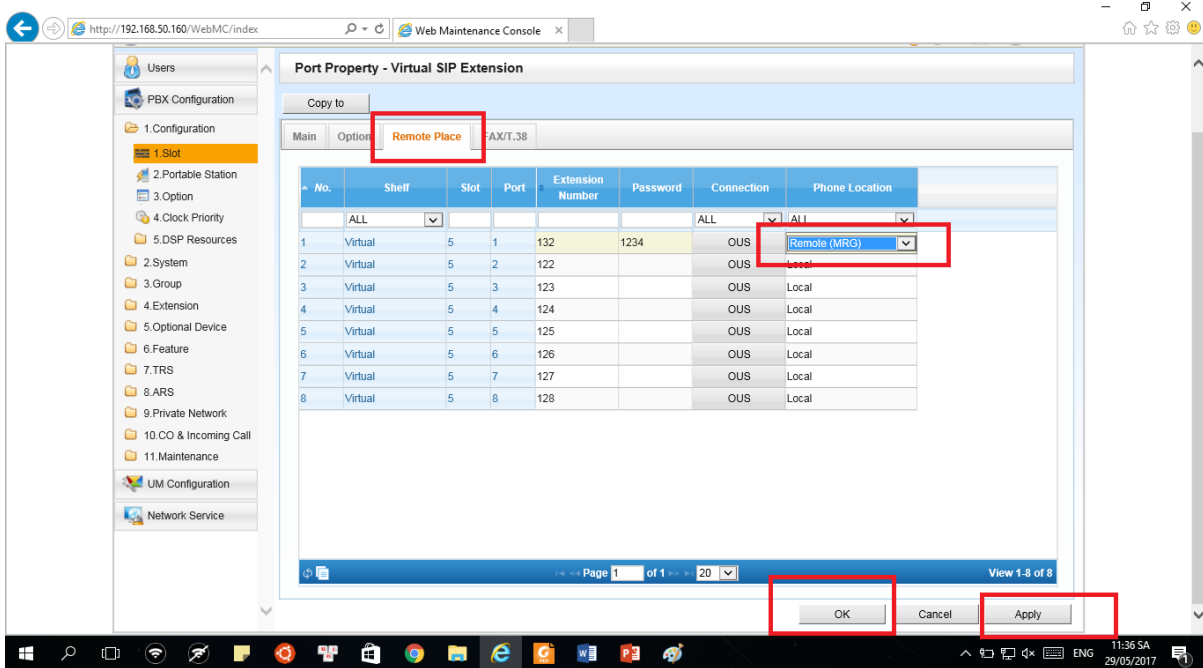 http://192.168.50.160/WebMC/index
Web Maintenance Console
Users
PBX Configuration
1.Configuration
1.Slot
2.Portable Station
3.Option
4.Clock Priority
5.DSP Resources
2.System
3.Group
4.Extension
5.Optional Device
6.Feature
7.TRS
8.ARS
9.Private Network
10.CO & Incoming Call
11.Maintenance
UM Configuration
Network Service
Port Property - Virtual SIP Extension
Copy to
Main Option Remote Place FAX/T.38
No. Shelf Slot Port Extension Number Password Connection Phone Location
ALL ALL ALL
1 Virtual 5 1 132 1234 OUS Remote (MRG)
2 Virtual 5 2 122 OUS Local
3 Virtual 5 3 123 OUS Local
4 Virtual 5 4 124 OUS Local
5 Virtual 5 5 125 OUS Local
6 Virtual 5 6 126 OUS Local
7 Virtual 5 7 127 OUS Local
8 Virtual 5 8 128 OUS Local
Page 1 of 1 20 View 1-8 of 8
OK Cancel Apply
ENG 11:36 SA
29/05/2017